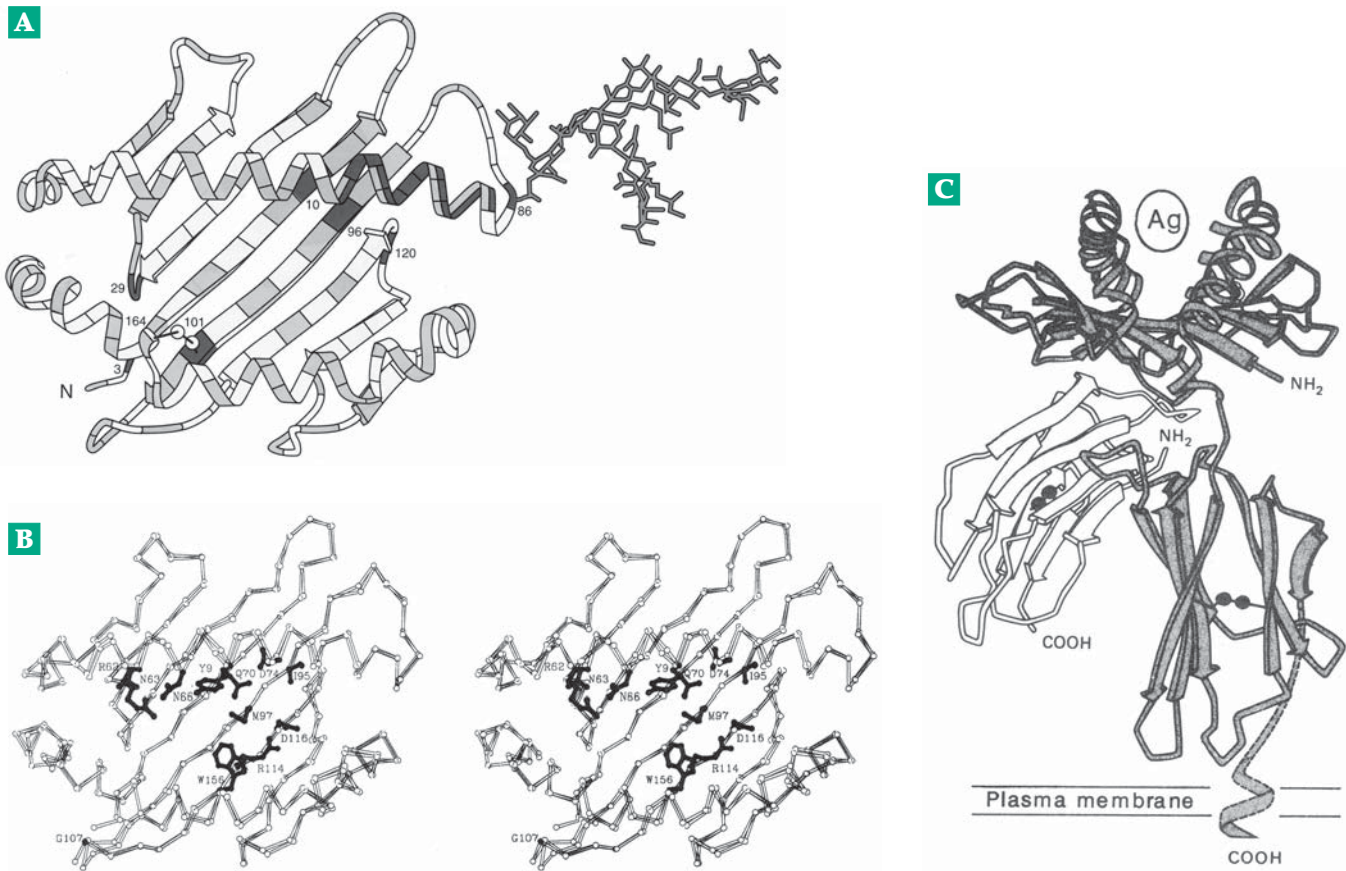 A
10
86
96
120
29
164
101
3
N
B
R62
N63
N66
Y9
Q70
D74
I95
M97
D116
R114
W156
G107
R62
N63
N66
Y9
Q70
D74
I95
M97
D116
R114
W156
G107
C
Ag
NH₂
NH₂
COOH
Plasma membrane
COOH